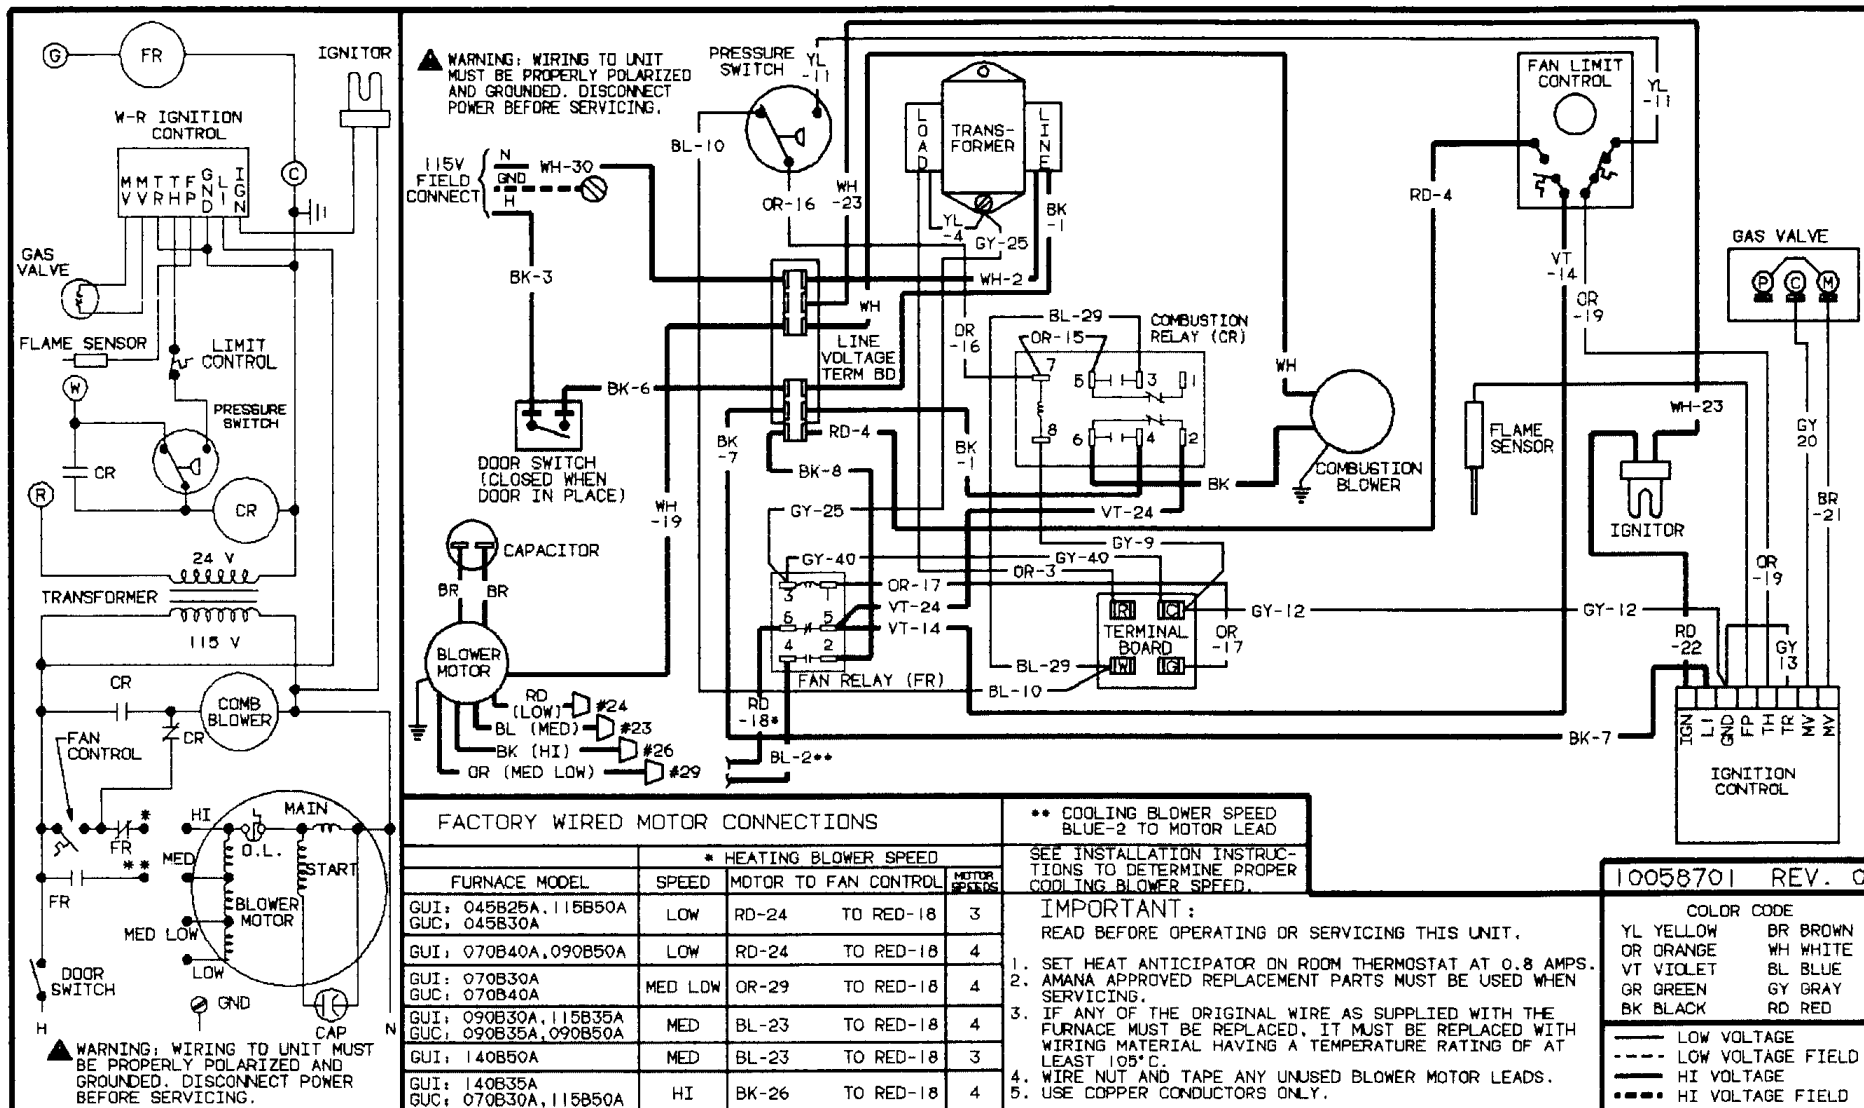 G
FR
IGNITOR
W-R IGNITION
CONTROL
MV
MV
TR
TH
FP
GND
LI
IGN
C
GAS
VALVE
FLAME SENSOR
LIMIT
CONTROL
W
PRESSURE
SWITCH
CR
R
CR
24 V
TRANSFORMER
115 V
CR
COMB
BLOWER
CR
FAN
CONTROL
HI
MAIN
*
FR
O.L.
MED
**
START
FR
BLOWER
MOTOR
MED LOW
LOW
DOOR
SWITCH
GND
H
CAP
N
WARNING: WIRING TO UNIT MUST
BE PROPERLY POLARIZED AND
GROUNDED. DISCONNECT POWER
BEFORE SERVICING.
WARNING: WIRING TO UNIT
MUST BE PROPERLY POLARIZED
AND GROUNDED. DISCONNECT
POWER BEFORE SERVICING.
PRESSURE
SWITCH
YL
-11
BL-10
LOAD
TRANS-
FORMER
LINE
FAN LIMIT
CONTROL
YL
-11
115V
FIELD
CONNECT
N
GND
H
WH-30
OR-16
WH
-23
YL
-4
GY-25
BK
-1
RD-4
BK-3
WH-2
VT
-14
OR
-19
GAS VALVE
P C M
WH
LINE
VOLTAGE
TERM BD
OR
-16
BL-29
OR-15
COMBUSTION
RELAY (CR)
7
5
3
1
8
6
4
2
WH
BK-6
BK
-7
RD-4
BK
-1
BK-8
BK
COMBUSTION
BLOWER
FLAME
SENSOR
WH-23
GY
20
BR
-21
IGNITOR
DOOR SWITCH
(CLOSED WHEN
DOOR IN PLACE)
WH
-19
GY-25
VT-24
CAPACITOR
BR
BR
GY-40
GY-40
GY-9
OR-3
OR-17
3
1
VT-24
6
5
VT-14
4
2
FAN RELAY (FR)
R
C
TERMINAL
BOARD
W
G
OR
-17
GY-12
GY-12
OR
-19
BL-29
BL-10
BLOWER
MOTOR
RD
(LOW)
#24
BL (MED)
#23
BK (HI)
#26
OR (MED LOW)
#29
RD
-18*
BL-2**
RD
-22
GY
13
BK-7
IGN
LI
GND
FP
TH
TR
MV
MV
IGNITION
CONTROL
FACTORY WIRED MOTOR CONNECTIONS
* HEATING BLOWER SPEED
FURNACE MODEL SPEED MOTOR TO FAN CONTROL MOTOR SPEEDS
GUI: 045B25A,115B50A
GUC: 045B30A
LOW RD-24 TO RED-18 3
GUI: 070B40A,090B50A LOW RD-24 TO RED-18 4
GUI: 070B30A
GUC: 070B40A
MED LOW OR-29 TO RED-18 4
GUI: 090B30A,115B35A
GUC: 090B35A,090B50A
MED BL-23 TO RED-18 4
GUI: 140B50A MED BL-23 TO RED-18 3
GUI: 140B35A
GUC: 070B30A,115B50A
HI BK-26 TO RED-18 4
** COOLING BLOWER SPEED
BLUE-2 TO MOTOR LEAD
SEE INSTALLATION INSTRUC-
TIONS TO DETERMINE PROPER
COOLING BLOWER SPEED.
IMPORTANT:
READ BEFORE OPERATING OR SERVICING THIS UNIT.
1. SET HEAT ANTICIPATOR ON ROOM THERMOSTAT AT 0.8 AMPS.
2. AMANA APPROVED REPLACEMENT PARTS MUST BE USED WHEN
SERVICING.
3. IF ANY OF THE ORIGINAL WIRE AS SUPPLIED WITH THE
FURNACE MUST BE REPLACED, IT MUST BE REPLACED WITH
WIRING MATERIAL HAVING A TEMPERATURE RATING OF AT
LEAST 105°C.
4. WIRE NUT AND TAPE ANY UNUSED BLOWER MOTOR LEADS.
5. USE COPPER CONDUCTORS ONLY.
10058701 REV. 0
COLOR CODE
YL YELLOW BR BROWN
OR ORANGE WH WHITE
VT VIOLET BL BLUE
GR GREEN GY GRAY
BK BLACK RD RED
LOW VOLTAGE
LOW VOLTAGE FIELD
HI VOLTAGE
HI VOLTAGE FIELD